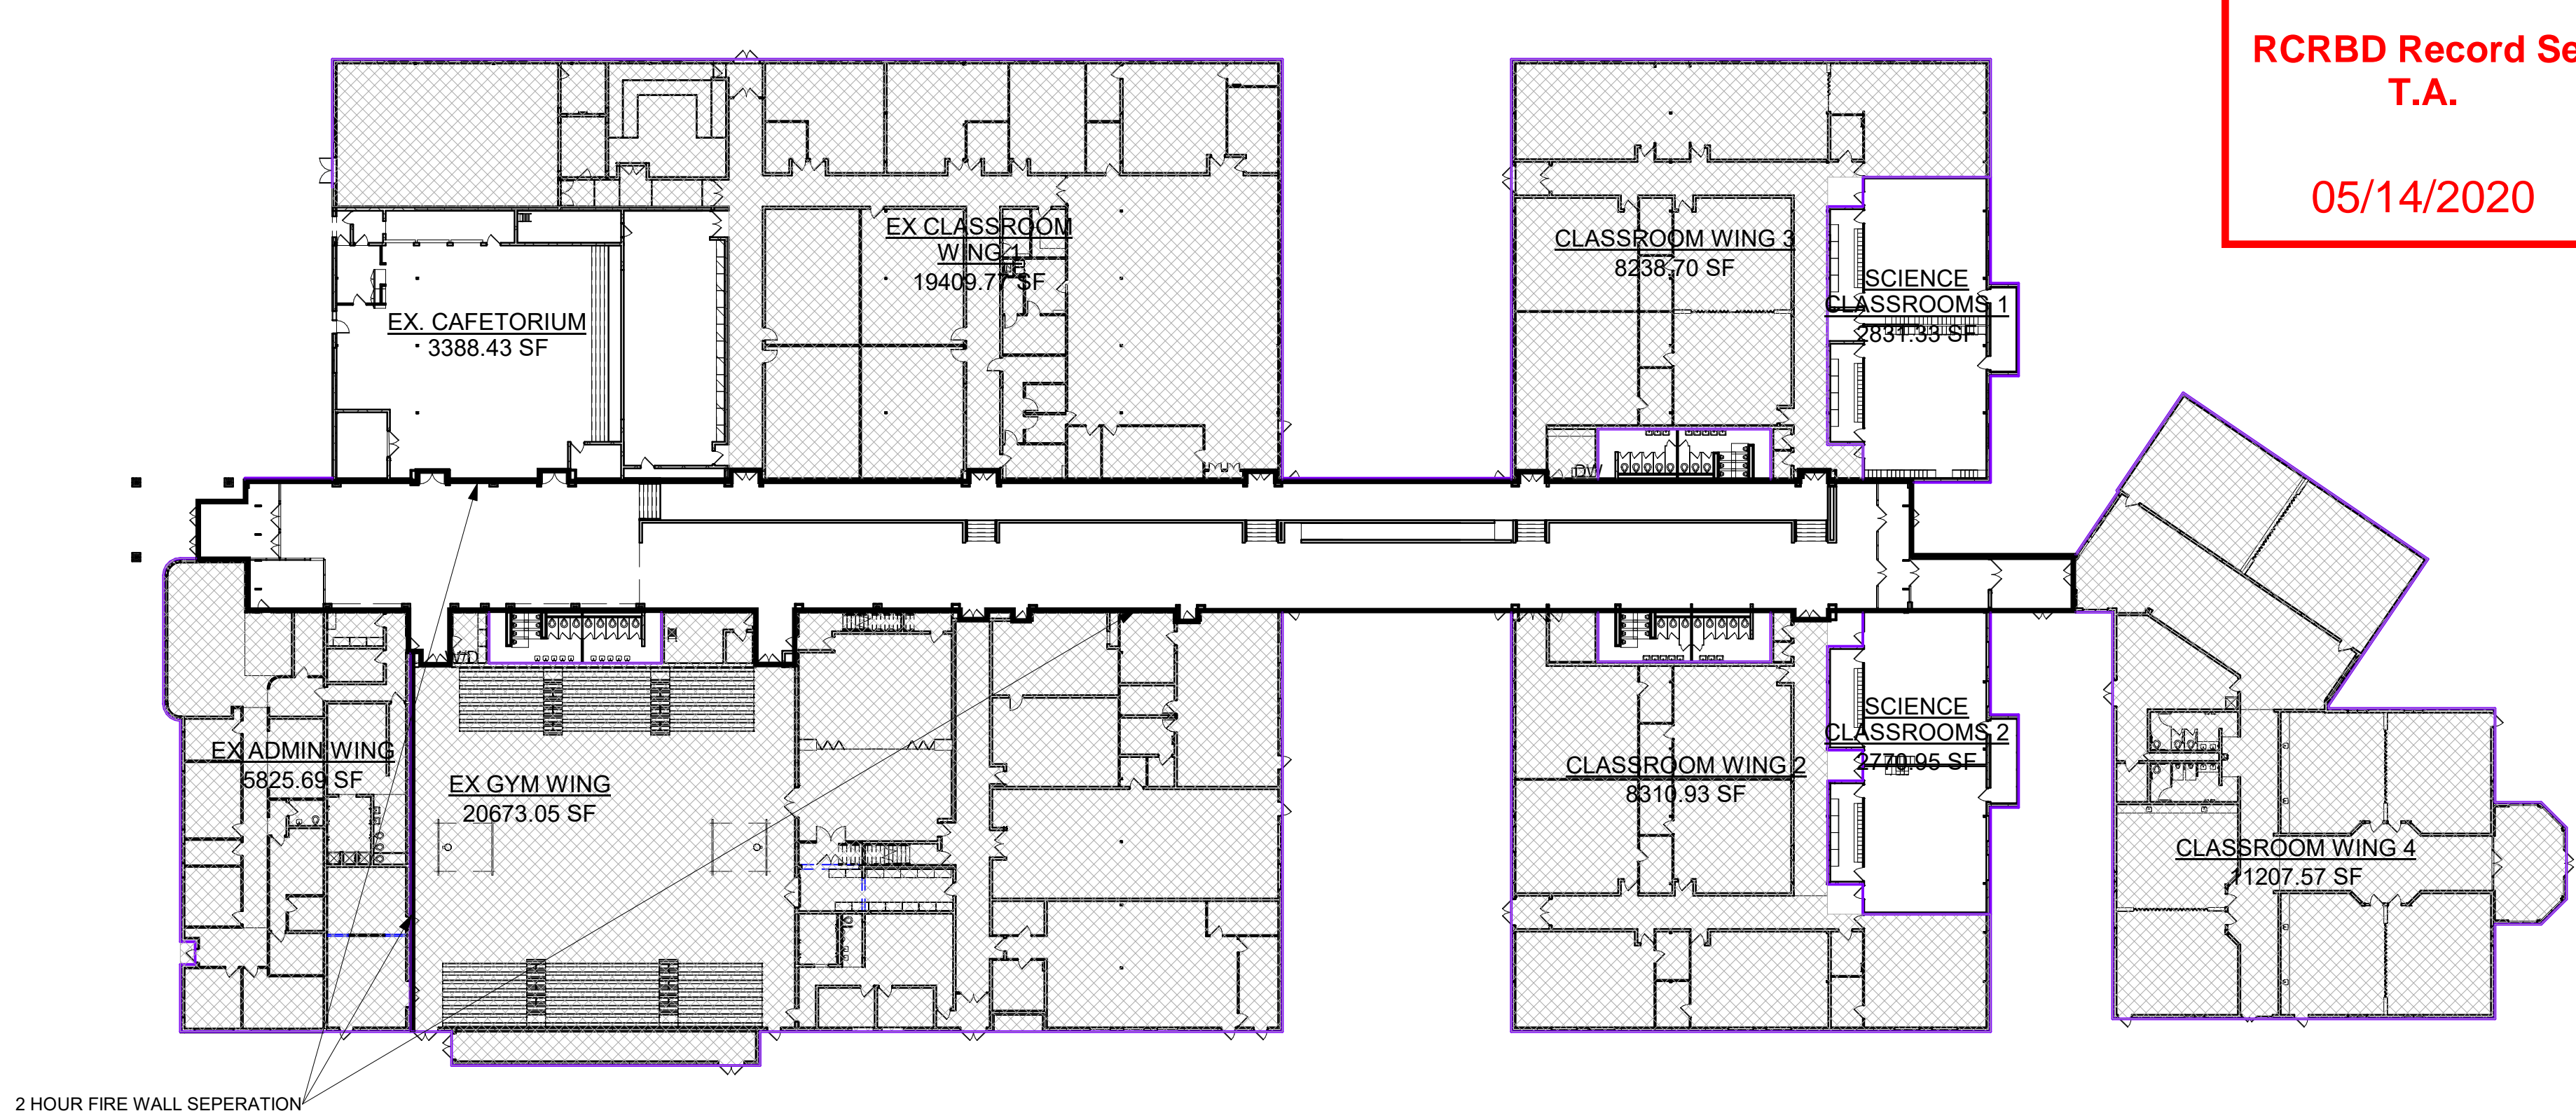 RCRBD Record Se
T.A.
05/14/2020
EX CLASSROOM
WING 1
19409.77 SF
EX. CAFETORIUM
3388.43 SF
CLASSROOM WING 3
8238.70 SF
SCIENCE
CLASSROOMS 1
2831.33 SF
DW
W/D
EX ADMIN WING
5825.69 SF
EX GYM WING
20673.05 SF
CLASSROOM WING 2
8310.93 SF
SCIENCE
CLASSROOMS 2
2770.95 SF
CLASSROOM WING 4
11207.57 SF
2 HOUR FIRE WALL SEPERATION